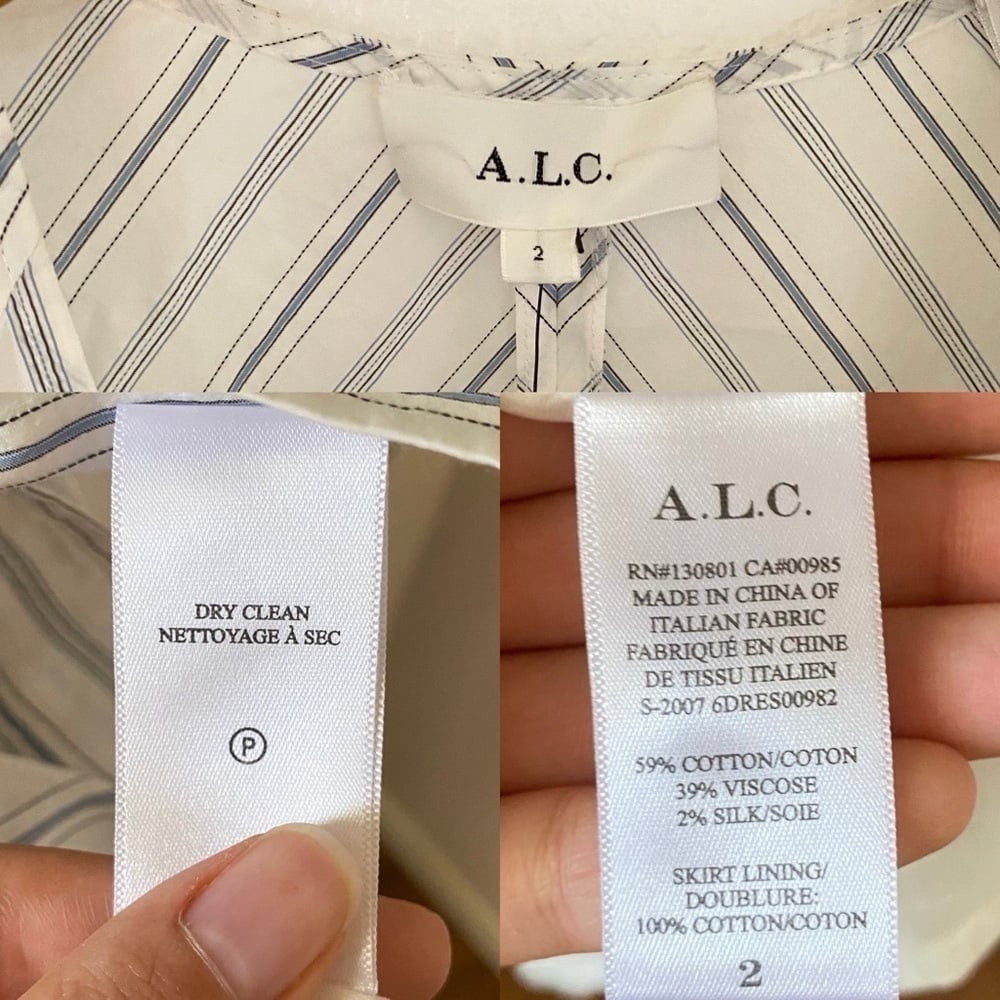 A.L.C.
2
DRY CLEAN
NETTOYAGE À SEC
P
A.L.C.
RN#130801 CA#00985
MADE IN CHINA OF
ITALIAN FABRIC
FABRIQUÉ EN CHINE
DE TISSU ITALIEN
S-2007 6DRES00982
59% COTTON/COTON
39% VISCOSE
2% SILK/SOIE
SKIRT LINING/
DOUBLURE:
100% COTTON/COTON
2